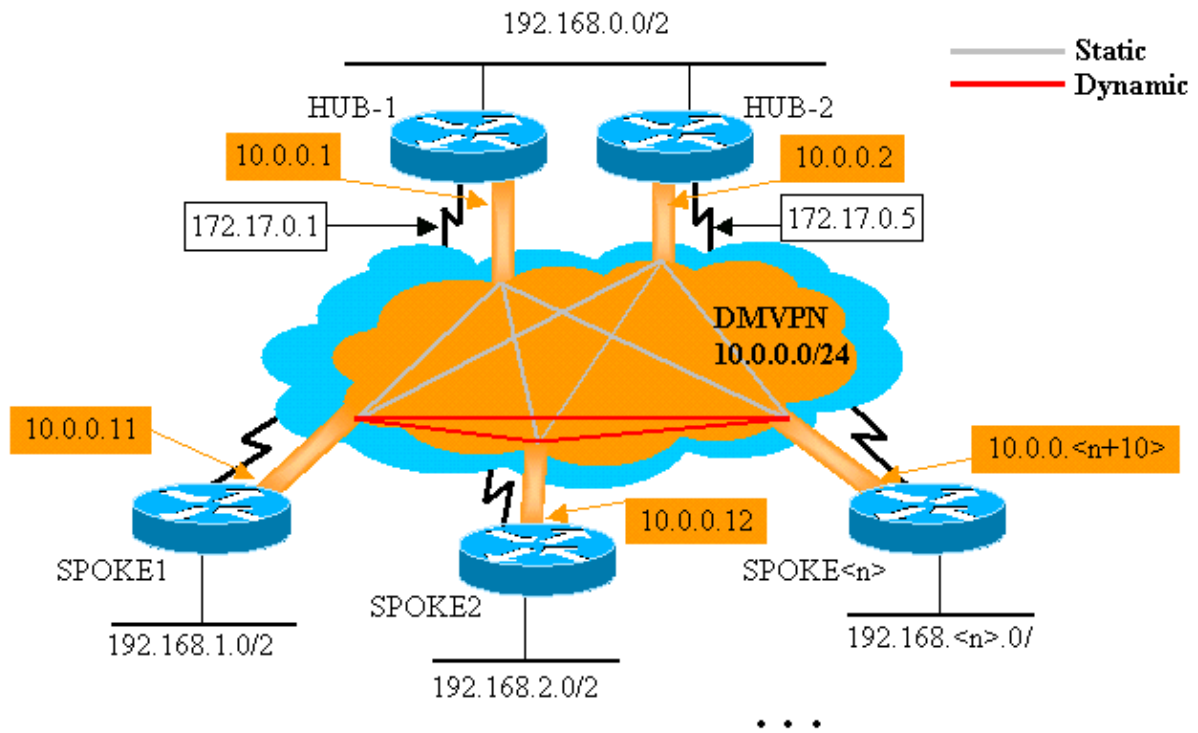 192.168.0.0/2
Static
Dynamic
HUB-1
HUB-2
10.0.0.1
10.0.0.2
172.17.0.1
172.17.0.5
DMVPN
10.0.0.0/24
10.0.0.11
10.0.0.<n+10>
10.0.0.12
SPOKE1
SPOKE2
SPOKE<n>
192.168.1.0/2
192.168.2.0/2
192.168.<n>.0/
. . .